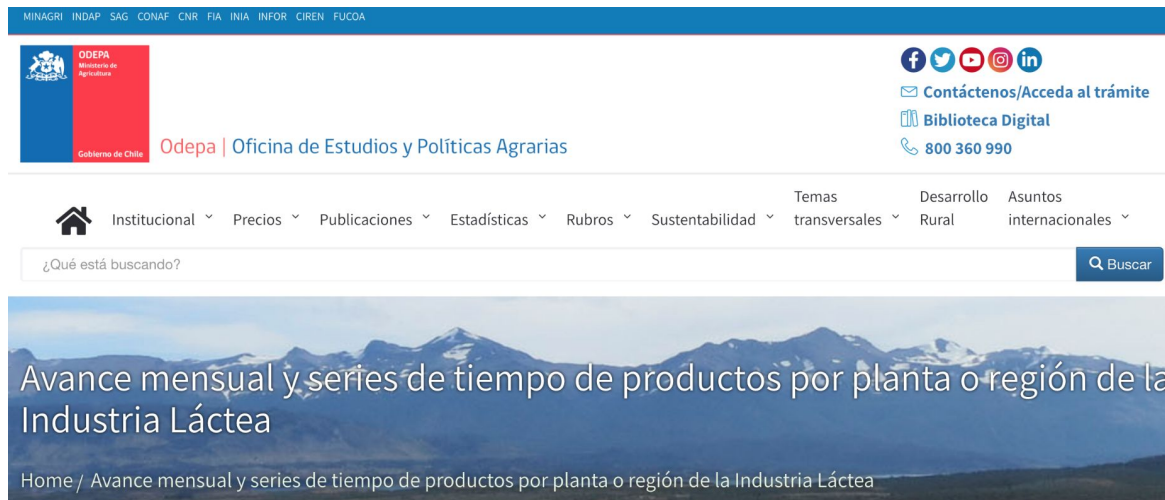 MINAGRI INDAP SAG CONAF CNR FIA INIA INFOR CIREN FUCOA
ODEPA
Ministerio de
Agricultura
Gobierno de Chile
Odepa | Oficina de Estudios y Políticas Agrarias
Contáctenos/Acceda al trámite
Biblioteca Digital
800 360 990
Institucional Precios Publicaciones Estadísticas Rubros Sustentabilidad Temas transversales Desarrollo Rural Asuntos internacionales
¿Qué está buscando? Buscar
Avance mensual y series de tiempo de productos por planta o región de la
Industria Láctea
Home / Avance mensual y series de tiempo de productos por planta o región de la Industria Láctea